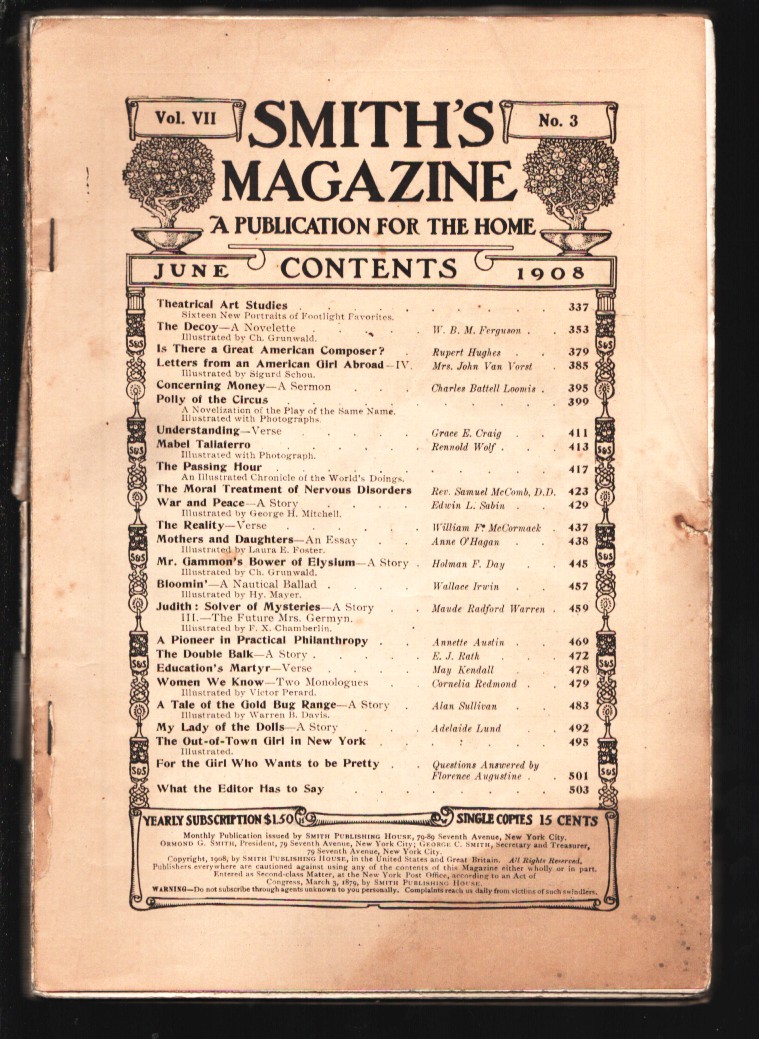 Vol. VII
SMITH'S
No. 3
MAGAZINE
A PUBLICATION FOR THE HOME
JUNE CONTENTS 1908
Theatrical Art Studies . . . . . . . . 337
Sixteen New Portraits of Footlight Favorites.
The Decoy—A Novelette . . . . W. B. M. Ferguson . . 353
Illustrated by Ch. Grunwald.
Is There a Great American Composer? . Rupert Hughes . . 379
Letters from an American Girl Abroad—IV. Mrs. John Van Vorst . 385
Illustrated by Sigurd Schou.
Concerning Money—A Sermon . . . Charles Battell Loomis . 395
Polly of the Circus . . . . . . . . 399
A Novelization of the Play of the Same Name.
Illustrated with Photographs.
Understanding—Verse . . . . . Grace E. Craig . . 411
Mabel Taliaferro . . . . . Rennold Wolf . . . 413
Illustrated with Photograph.
The Passing Hour . . . . . . . . 417
An Illustrated Chronicle of the World's Doings.
The Moral Treatment of Nervous Disorders Rev. Samuel McComb, D.D. 423
War and Peace—A Story . . . . Edwin L. Sabin . . 429
Illustrated by George H. Mitchell.
The Reality—Verse . . . . . William F. McCormack . 437
Mothers and Daughters—An Essay . . Anne O'Hagan . . 438
Illustrated by Laura E. Foster.
Mr. Gammon's Bower of Elysium—A Story . Holman F. Day . . 445
Illustrated by Ch. Grunwald.
Bloomin'—A Nautical Ballad . . . Wallace Irwin . . 457
Illustrated by Hy. Mayer.
Judith: Solver of Mysteries—A Story . . Maude Radford Warren . 459
III.—The Future Mrs. Germyn.
Illustrated by F. X. Chamberlin.
A Pioneer in Practical Philanthropy . . Annette Austin . . 469
The Double Balk—A Story . . . . E. J. Rath . . . 472
Education's Martyr—Verse . . . May Kendall . . 478
Women We Know—Two Monologues . . Cornelia Redmond . . 479
Illustrated by Victor Perard.
A Tale of the Gold Bug Range—A Story . Alan Sullivan . . 483
Illustrated by Warren B. Davis.
My Lady of the Dolls—A Story . . . Adelaide Lund . . 492
The Out-of-Town Girl in New York . . . . . 495
Illustrated.
For the Girl Who Wants to be Pretty . . Questions Answered by
Florence Augustine . . 501
What the Editor Has to Say . . . . . . . 503
YEARLY SUBSCRIPTION $1.50 SINGLE COPIES 15 CENTS
Monthly Publication issued by SMITH PUBLISHING HOUSE, 79-89 Seventh Avenue, New York City.
ORMOND G. SMITH, President, 79 Seventh Avenue, New York City; GEORGE C. SMITH, Secretary and Treasurer,
79 Seventh Avenue, New York City.
Copyright, 1908, by SMITH PUBLISHING HOUSE, in the United States and Great Britain. All Rights Reserved.
Publishers everywhere are cautioned against using any of the contents of this Magazine either wholly or in part.
Entered as Second-class Matter, at the New York Post Office, according to an Act of
Congress, March 3, 1879, by SMITH PUBLISHING HOUSE.
WARNING—Do not subscribe through agents unknown to you personally. Complaints reach us daily from victims of such swindlers.